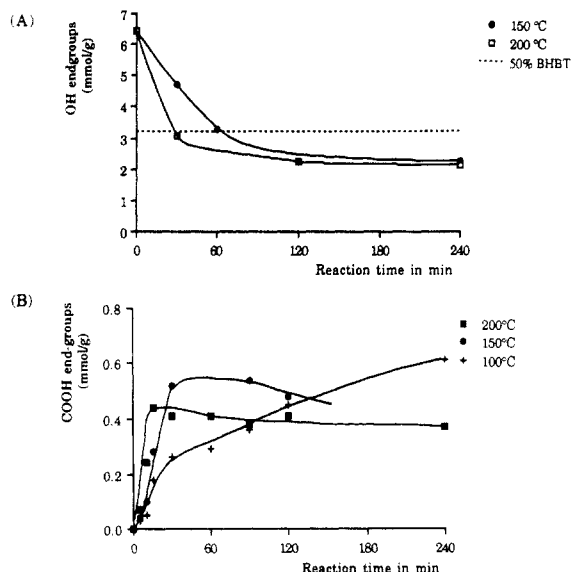 (A)
OH endgroups
(mmol/g)
7
6
5
4
3
2
1
0
0 60 120 180 240
Reaction time in min
150 °C
200 °C
50% BHBT
(B)
COOH end-groups
(mmol/g)
0.8
0.6
0.4
0.2
0.0
0 60 120 180 240
Reaction time in min
200°C
150°C
100°C